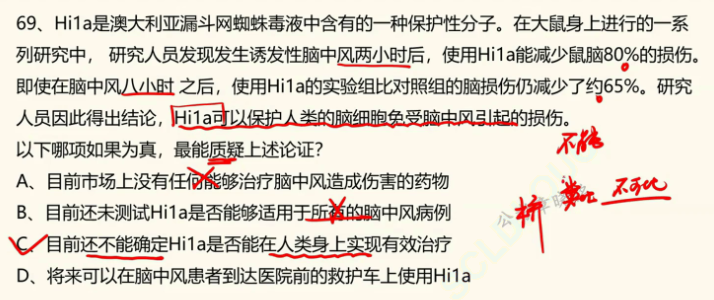 69、Hi1a是澳大利亚漏斗网蜘蛛毒液中含有的一种保护性分子。在大鼠身上进行的一系
列研究中， 研究人员发现发生诱发性脑中风两小时后，使用Hi1a能减少鼠脑80%的损伤。
即使在脑中风八小时 之后，使用Hi1a的实验组比对照组的脑损伤仍减少了约65%。研究
人员因此得出结论，Hi1a可以保护人类的脑细胞免受脑中风引起的损伤。
以下哪项如果为真，最能质疑上述论证？
不能
A、目前市场上没有任何能够治疗脑中风造成伤害的药物
B、目前还未测试Hi1a是否能够适用于所有的脑中风病例
桥 类比 不可比
C、目前还不能确定Hi1a是否能在人类身上实现有效治疗
D、将来可以在脑中风患者到达医院前的救护车上使用Hi1a